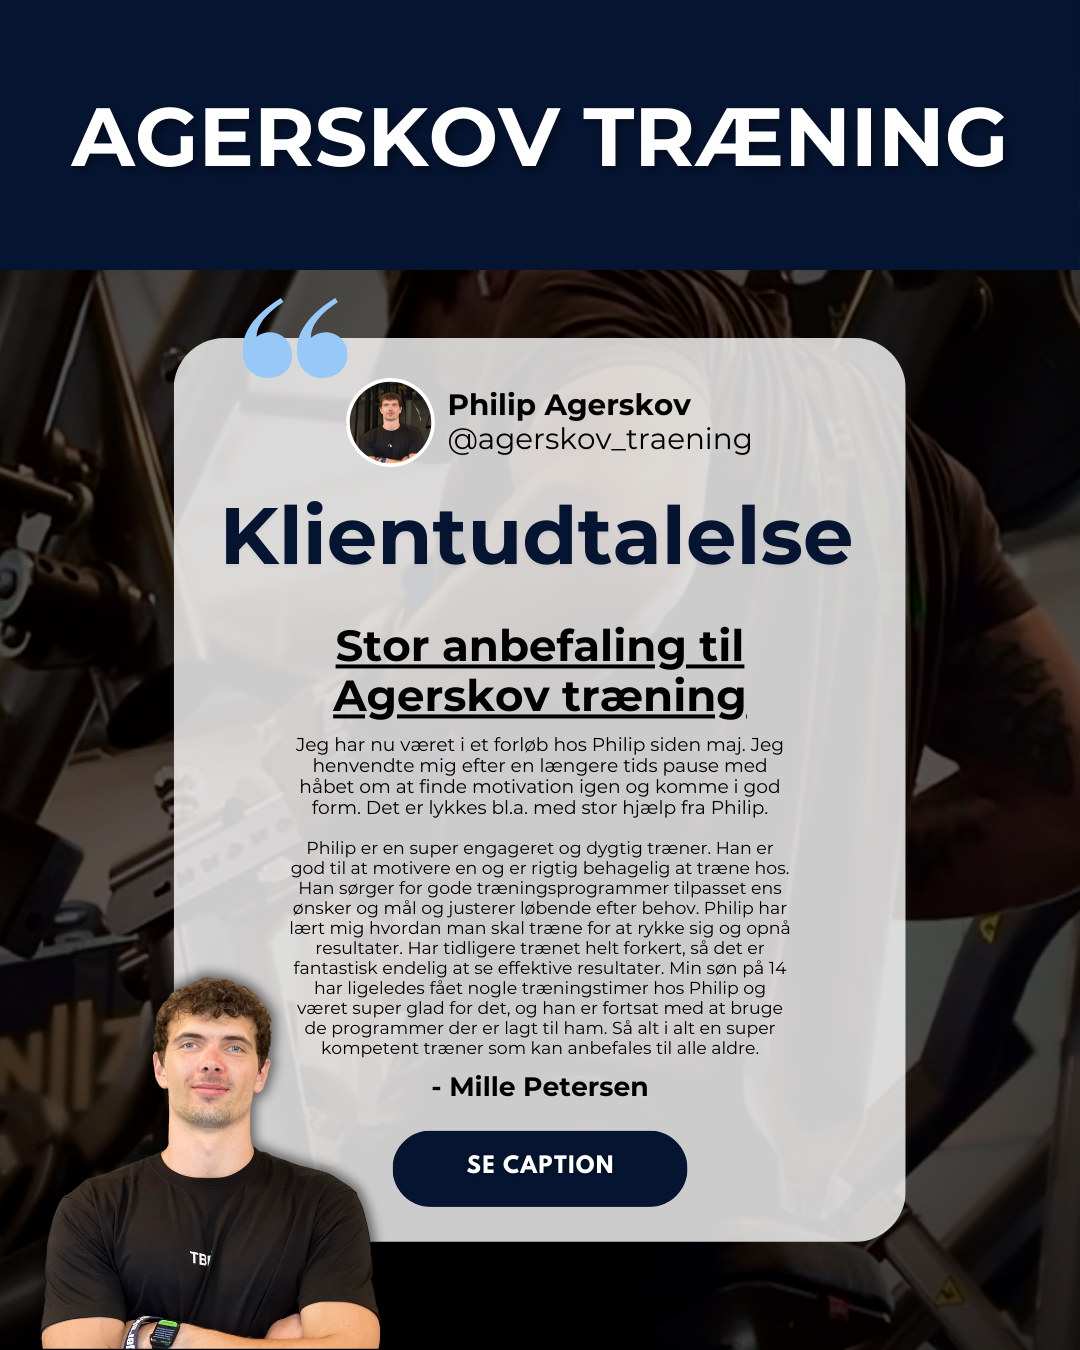 AGERSKOV TRÆNING
Philip Agerskov
@agerskov_traening
Klientudtalelse
Stor anbefaling til
Agerskov træning
Jeg har nu været i et forløb hos Philip siden maj. Jeg
henvendte mig efter en længere tids pause med
håbet om at finde motivation igen og komme i god
form. Det er lykkes bl.a. med stor hjælp fra Philip.
Philip er en super engageret og dygtig træner. Han er
god til at motivere en og er rigtig behagelig at træne hos.
Han sørger for gode træningsprogrammer tilpasset ens
ønsker og mål og justerer løbende efter behov. Philip har
lært mig hvordan man skal træne for at rykke sig og opnå
resultater. Har tidligere trænet helt forkert, så det er
fantastisk endelig at se effektive resultater. Min søn på 14
har ligeledes fået nogle træningstimer hos Philip og
været super glad for det, og han er fortsat med at bruge
de programmer der er lagt til ham. Så alt i alt en super
kompetent træner som kan anbefales til alle aldre.
- Mille Petersen
SE CAPTION